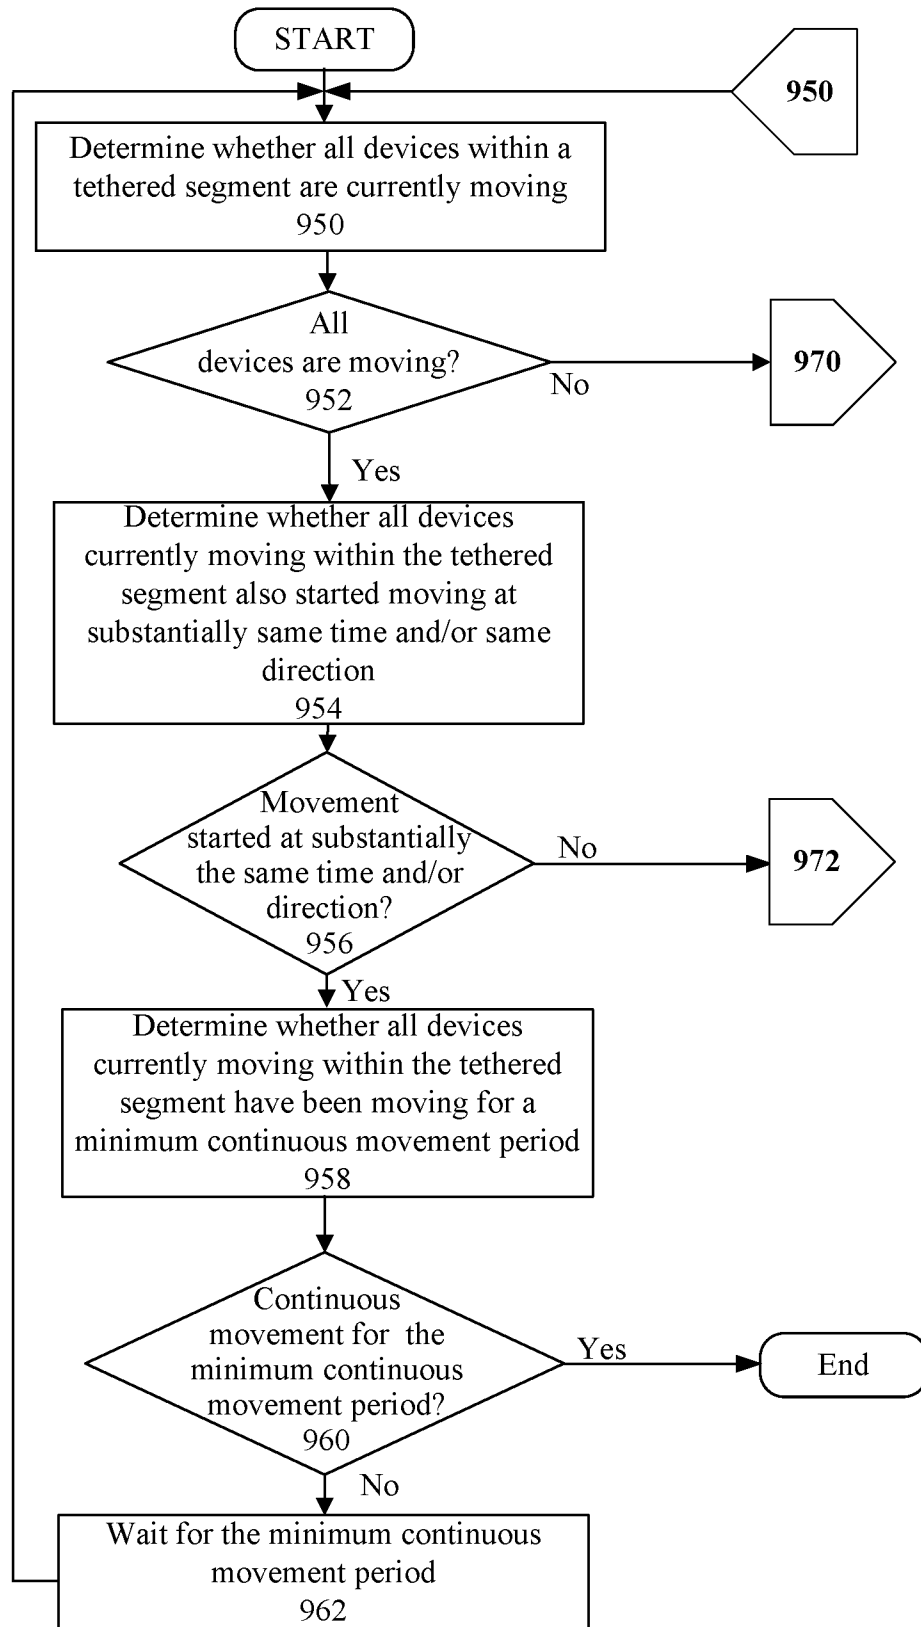 START
950
Determine whether all devices within a
tethered segment are currently moving
950
All
devices are moving?
952
No
970
Yes
Determine whether all devices
currently moving within the tethered
segment also started moving at
substantially same time and/or same
direction
954
Movement
started at substantially
the same time and/or
direction?
956
No
972
Yes
Determine whether all devices
currently moving within the tethered
segment have been moving for a
minimum continuous movement period
958
Continuous
movement for the
minimum continuous
movement period?
960
Yes
End
No
Wait for the minimum continuous
movement period
962